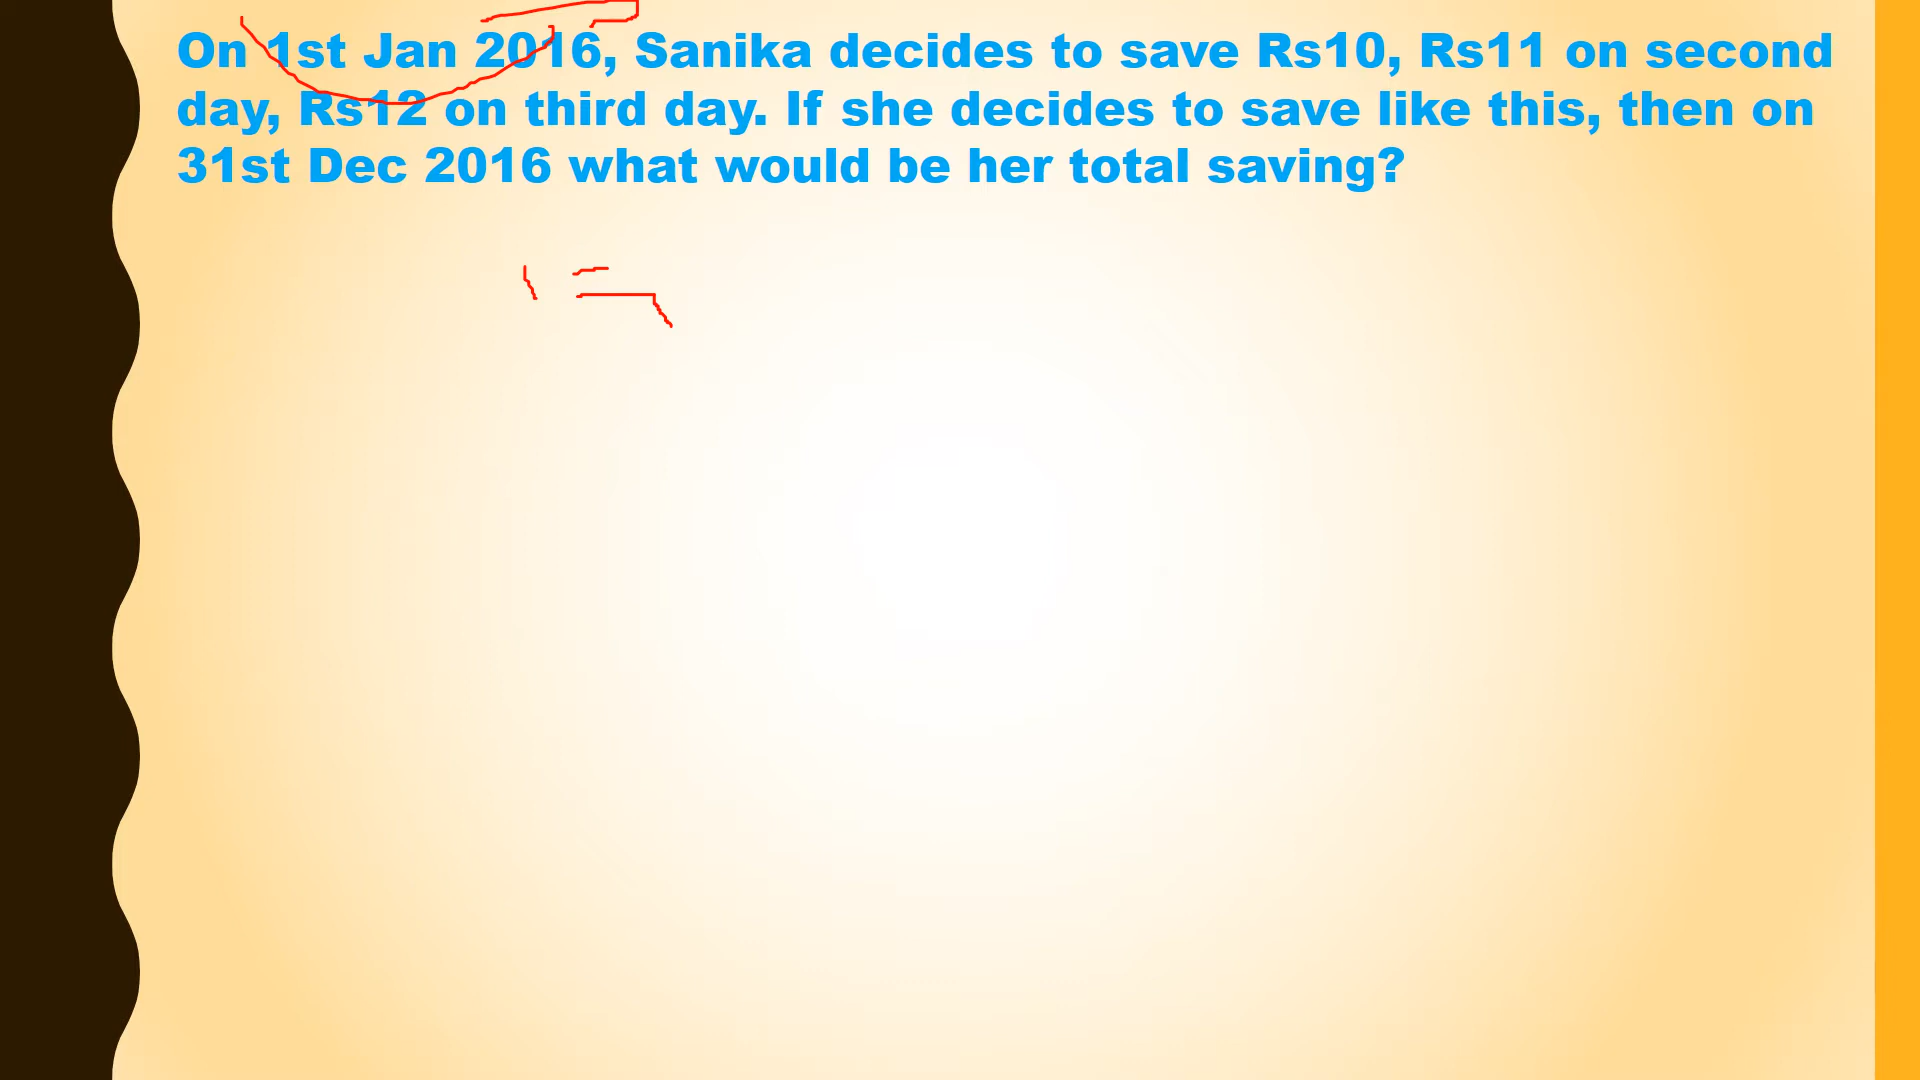 On 1st Jan 2016, Sanika decides to save Rs10, Rs11 on second
day, Rs12 on third day. If she decides to save like this, then on
31st Dec 2016 what would be her total saving?